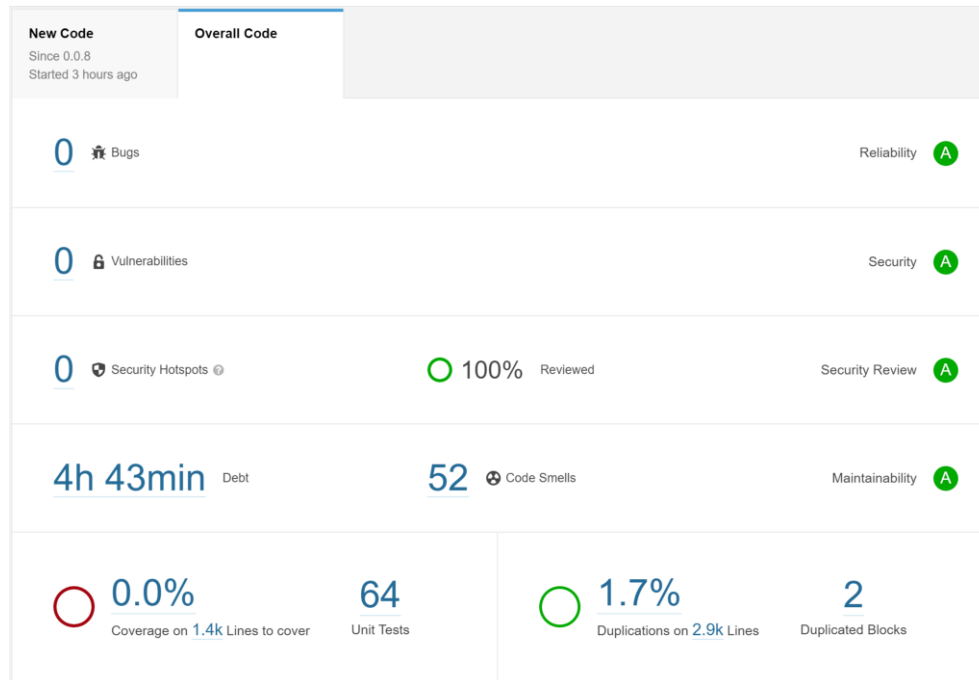 New Code
Since 0.0.8
Started 3 hours ago
Overall Code
0 Bugs
Reliability A
0 Vulnerabilities
Security A
0 Security Hotspots ?
100% Reviewed
Security Review A
4h 43min Debt
52 Code Smells
Maintainability A
0.0%
Coverage on 1.4k Lines to cover
64
Unit Tests
1.7%
Duplications on 2.9k Lines
2
Duplicated Blocks